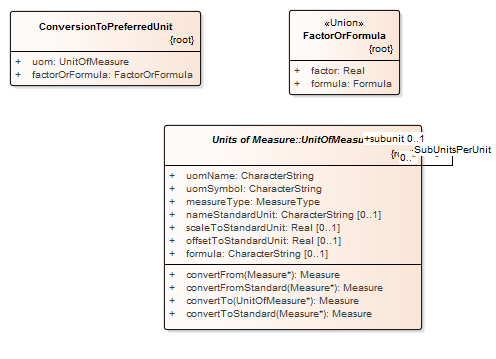 ConversionToPreferredUnit
{root}
+ uom: UnitOfMeasure
+ factorOrFormula: FactorOrFormula
«Union»
FactorOrFormula
{root}
+ factor: Real
+ formula: Formula
Units of Measure::UnitOfMeasu
+subunit 0..1
SubUnitsPerUnit
0..
+ uomName: CharacterString
+ uomSymbol: CharacterString
+ measureType: MeasureType
+ nameStandardUnit: CharacterString [0..1]
+ scaleToStandardUnit: Real [0..1]
+ offsetToStandardUnit: Real [0..1]
+ formula: CharacterString [0..1]
+ convertFrom(Measure*): Measure
+ convertFromStandard(Measure*): Measure
+ convertTo(UnitOfMeasure*): Measure
+ convertToStandard(Measure*): Measure